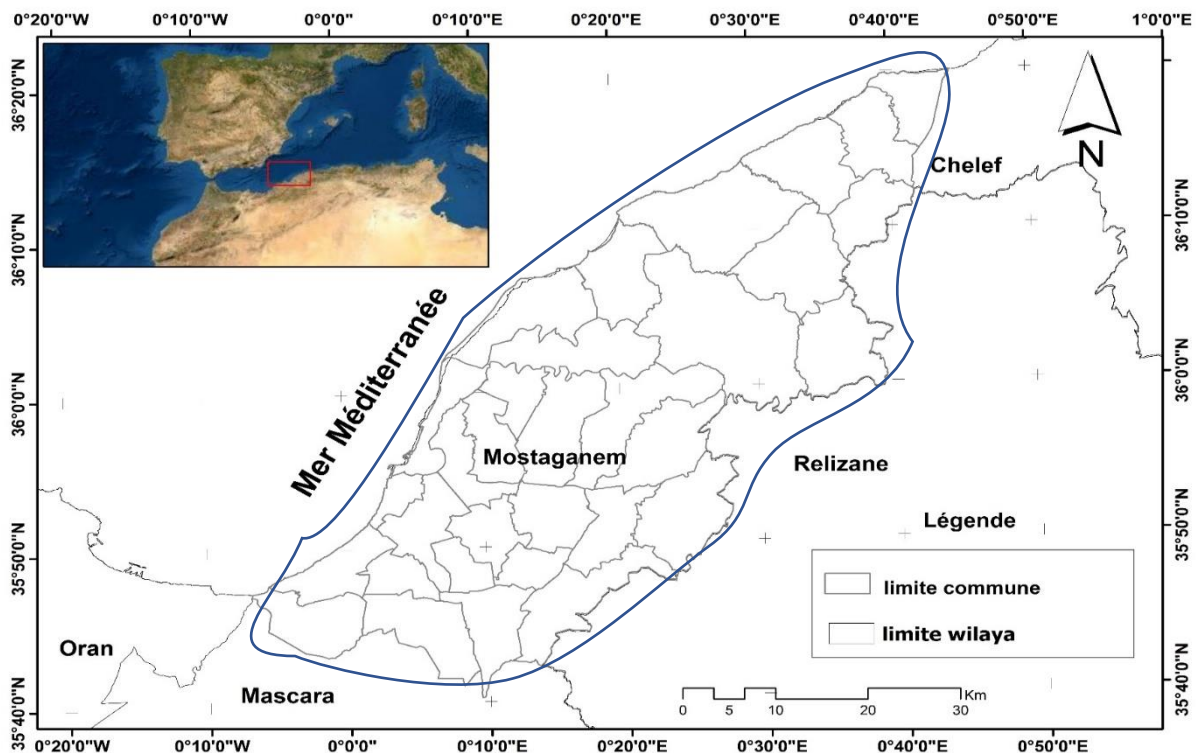 0°20'0"W 0°10'0"W 0°00'0" 0°10'0"E 0°20'0"E 0°30'0"E 0°40'0"E 0°50'0"E 1°00'0"E
36°20'0"N
36°10'0"N
36°0'0"N
35°50'0"N
35°40'0"N
N
Chelef
Mer Méditerranée
Mostaganem
Relizane
Légende
limite commune
limite wilaya
Oran
Mascara
Km
0 5 10 20 30
36°10'0"N
36°0'0"N
35°50'0"N
35°40'0"N
0°20'0"W 0°10'0"W 0°00'0" 0°10'0"E 0°20'0"E 0°30'0"E 0°40'0"E 0°50'0"E